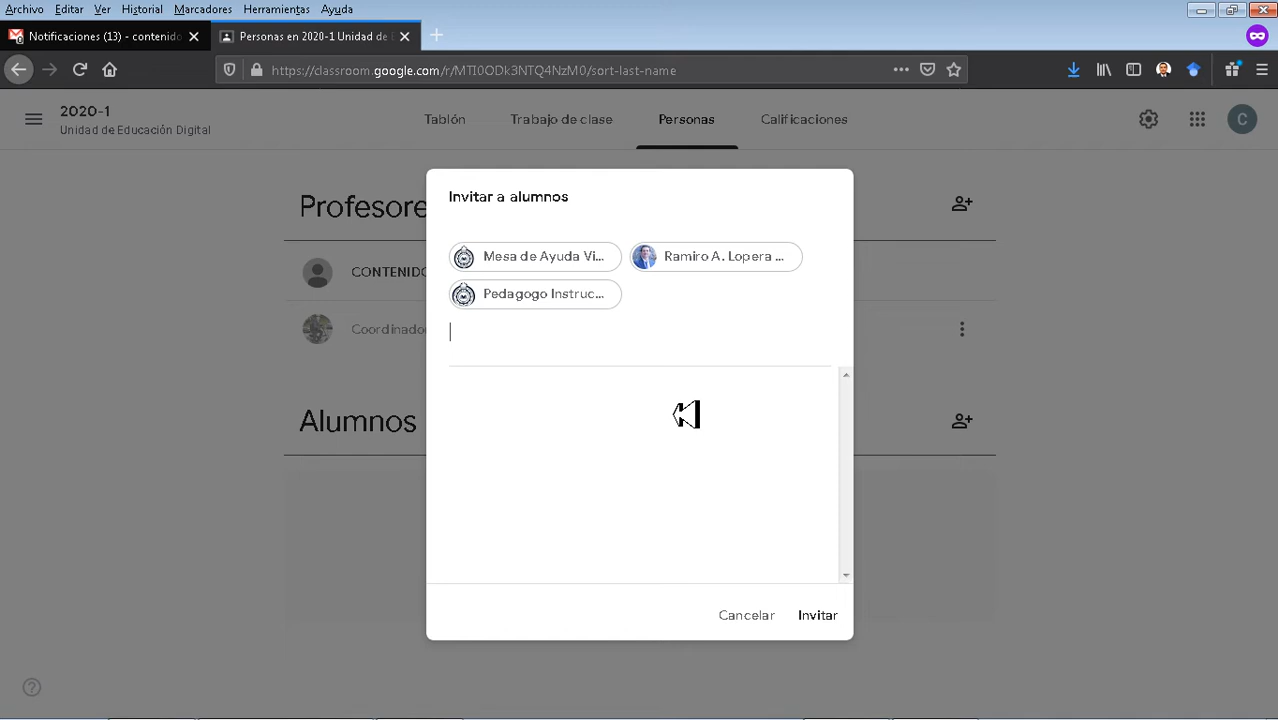 Archivo Editar Ver Historial Marcadores Herramientas Ayuda
Notificaciones (13) - contenido
Personas en 2020-1 Unidad de E
https://classroom.google.com/r/MTI0ODk3NTQ4NzM0/sort-last-name
2020-1
Unidad de Educación Digital
Tablón Trabajo de clase Personas Calificaciones
C
Invitar a alumnos
Profesore
Mesa de Ayuda Vi... Ramiro A. Lopera ...
CONTENIDO
Pedagogo Instruc...
Coordinado
Alumnos
Cancelar Invitar